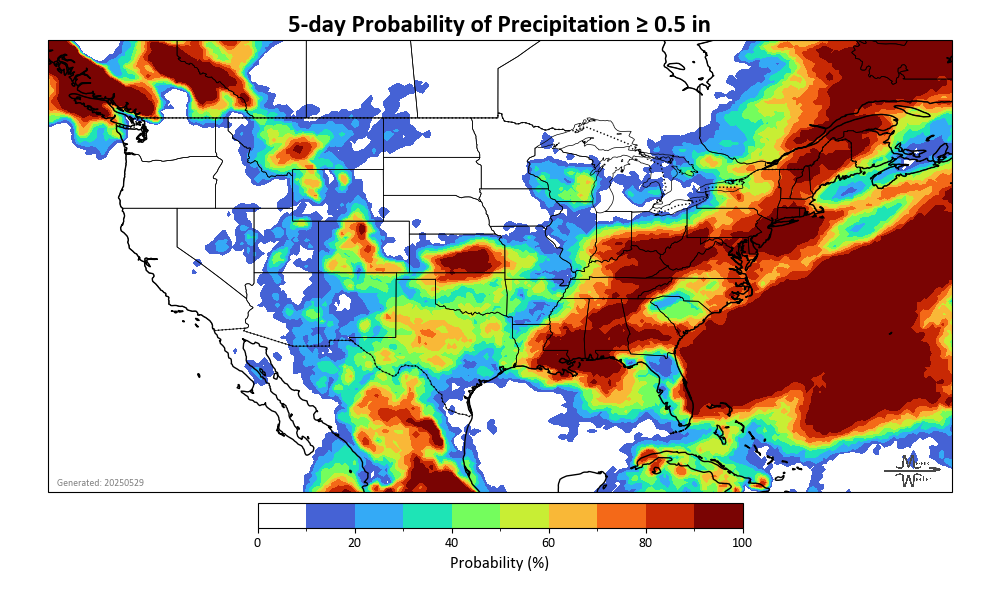 5-day Probability of Precipitation ≥ 0.5 in
Generated: 20250529
0 20 40 60 80 100
Probability (%)